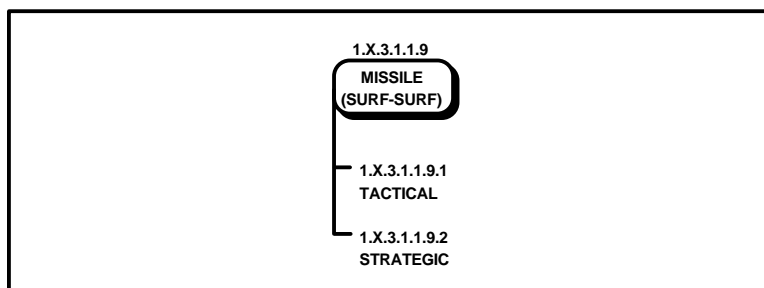 1.X.3.1.1.9
MISSILE
(SURF-SURF)
1.X.3.1.1.9.1
TACTICAL
1.X.3.1.1.9.2
STRATEGIC